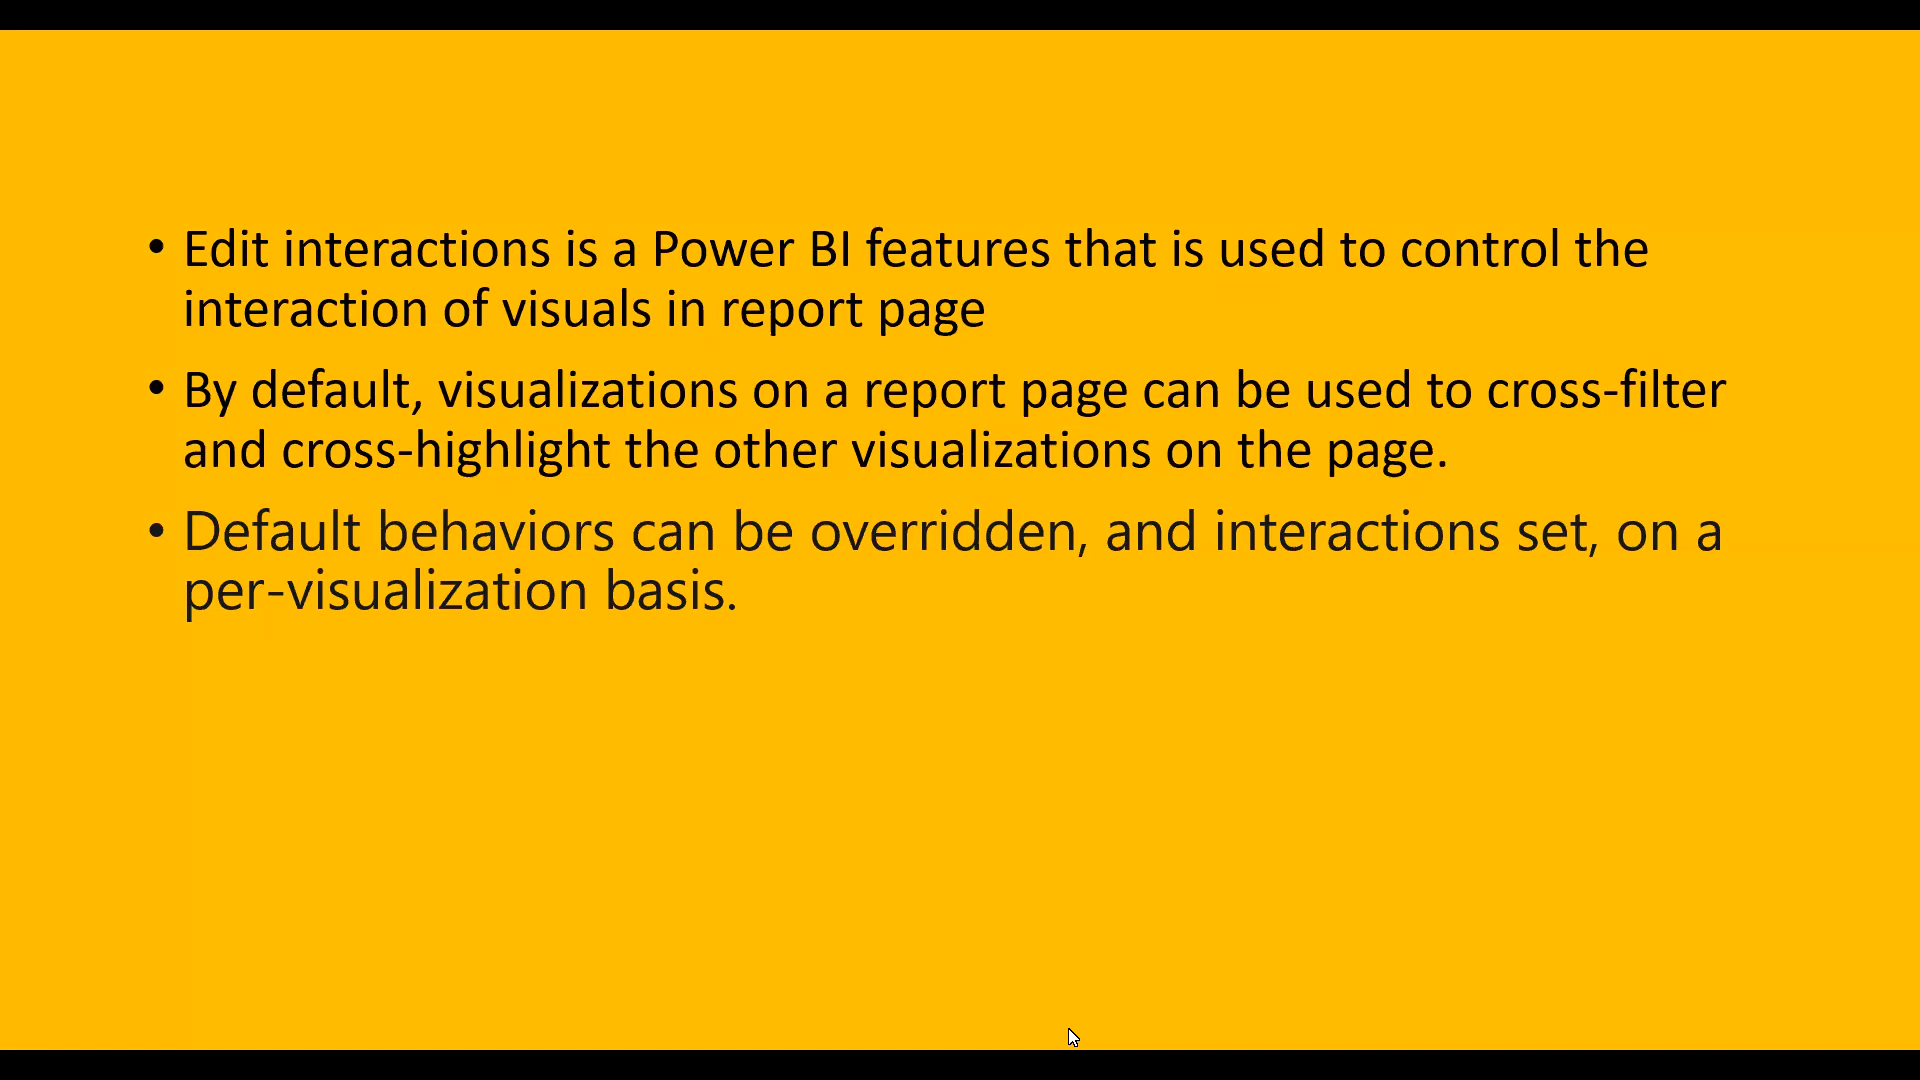 • Edit interactions is a Power BI features that is used to control the
interaction of visuals in report page
• By default, visualizations on a report page can be used to cross-filter
and cross-highlight the other visualizations on the page.
• Default behaviors can be overridden, and interactions set, on a
per-visualization basis.